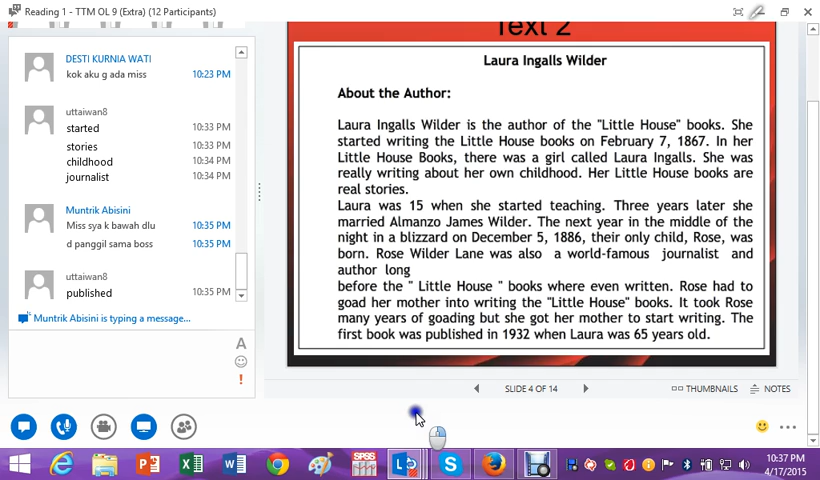 Reading 1 - TTM OL 9 (Extra) (12 Participants)
DESTI KURNIA WATI
kok aku g ada miss 10:23 PM
uttaiwan8
started 10:33 PM
stories 10:33 PM
childhood 10:34 PM
journalist 10:34 PM
Muntrik Abisini
Miss sya k bawah dlu 10:35 PM
d panggil sama boss 10:35 PM
uttaiwan8
published 10:35 PM
Muntrik Abisini is typing a message...
A
!
Text 2
Laura Ingalls Wilder
About the Author:
Laura Ingalls Wilder is the author of the "Little House" books. She
started writing the Little House books on February 7, 1867. In her
Little House Books, there was a girl called Laura Ingalls. She was
really writing about her own childhood. Her Little House books are
real stories.
Laura was 15 when she started teaching. Three years later she
married Almanzo James Wilder. The next year in the middle of the
night in a blizzard on December 5, 1886, their only child, Rose, was
born. Rose Wilder Lane was also a world-famous journalist and
author long
before the " Little House " books where even written. Rose had to
goad her mother into writing the "Little House" books. It took Rose
many years of goading but she got her mother to start writing. The
first book was published in 1932 when Laura was 65 years old.
SLIDE 4 OF 14
THUMBNAILS
NOTES
SPSS
10:37 PM
4/17/2015